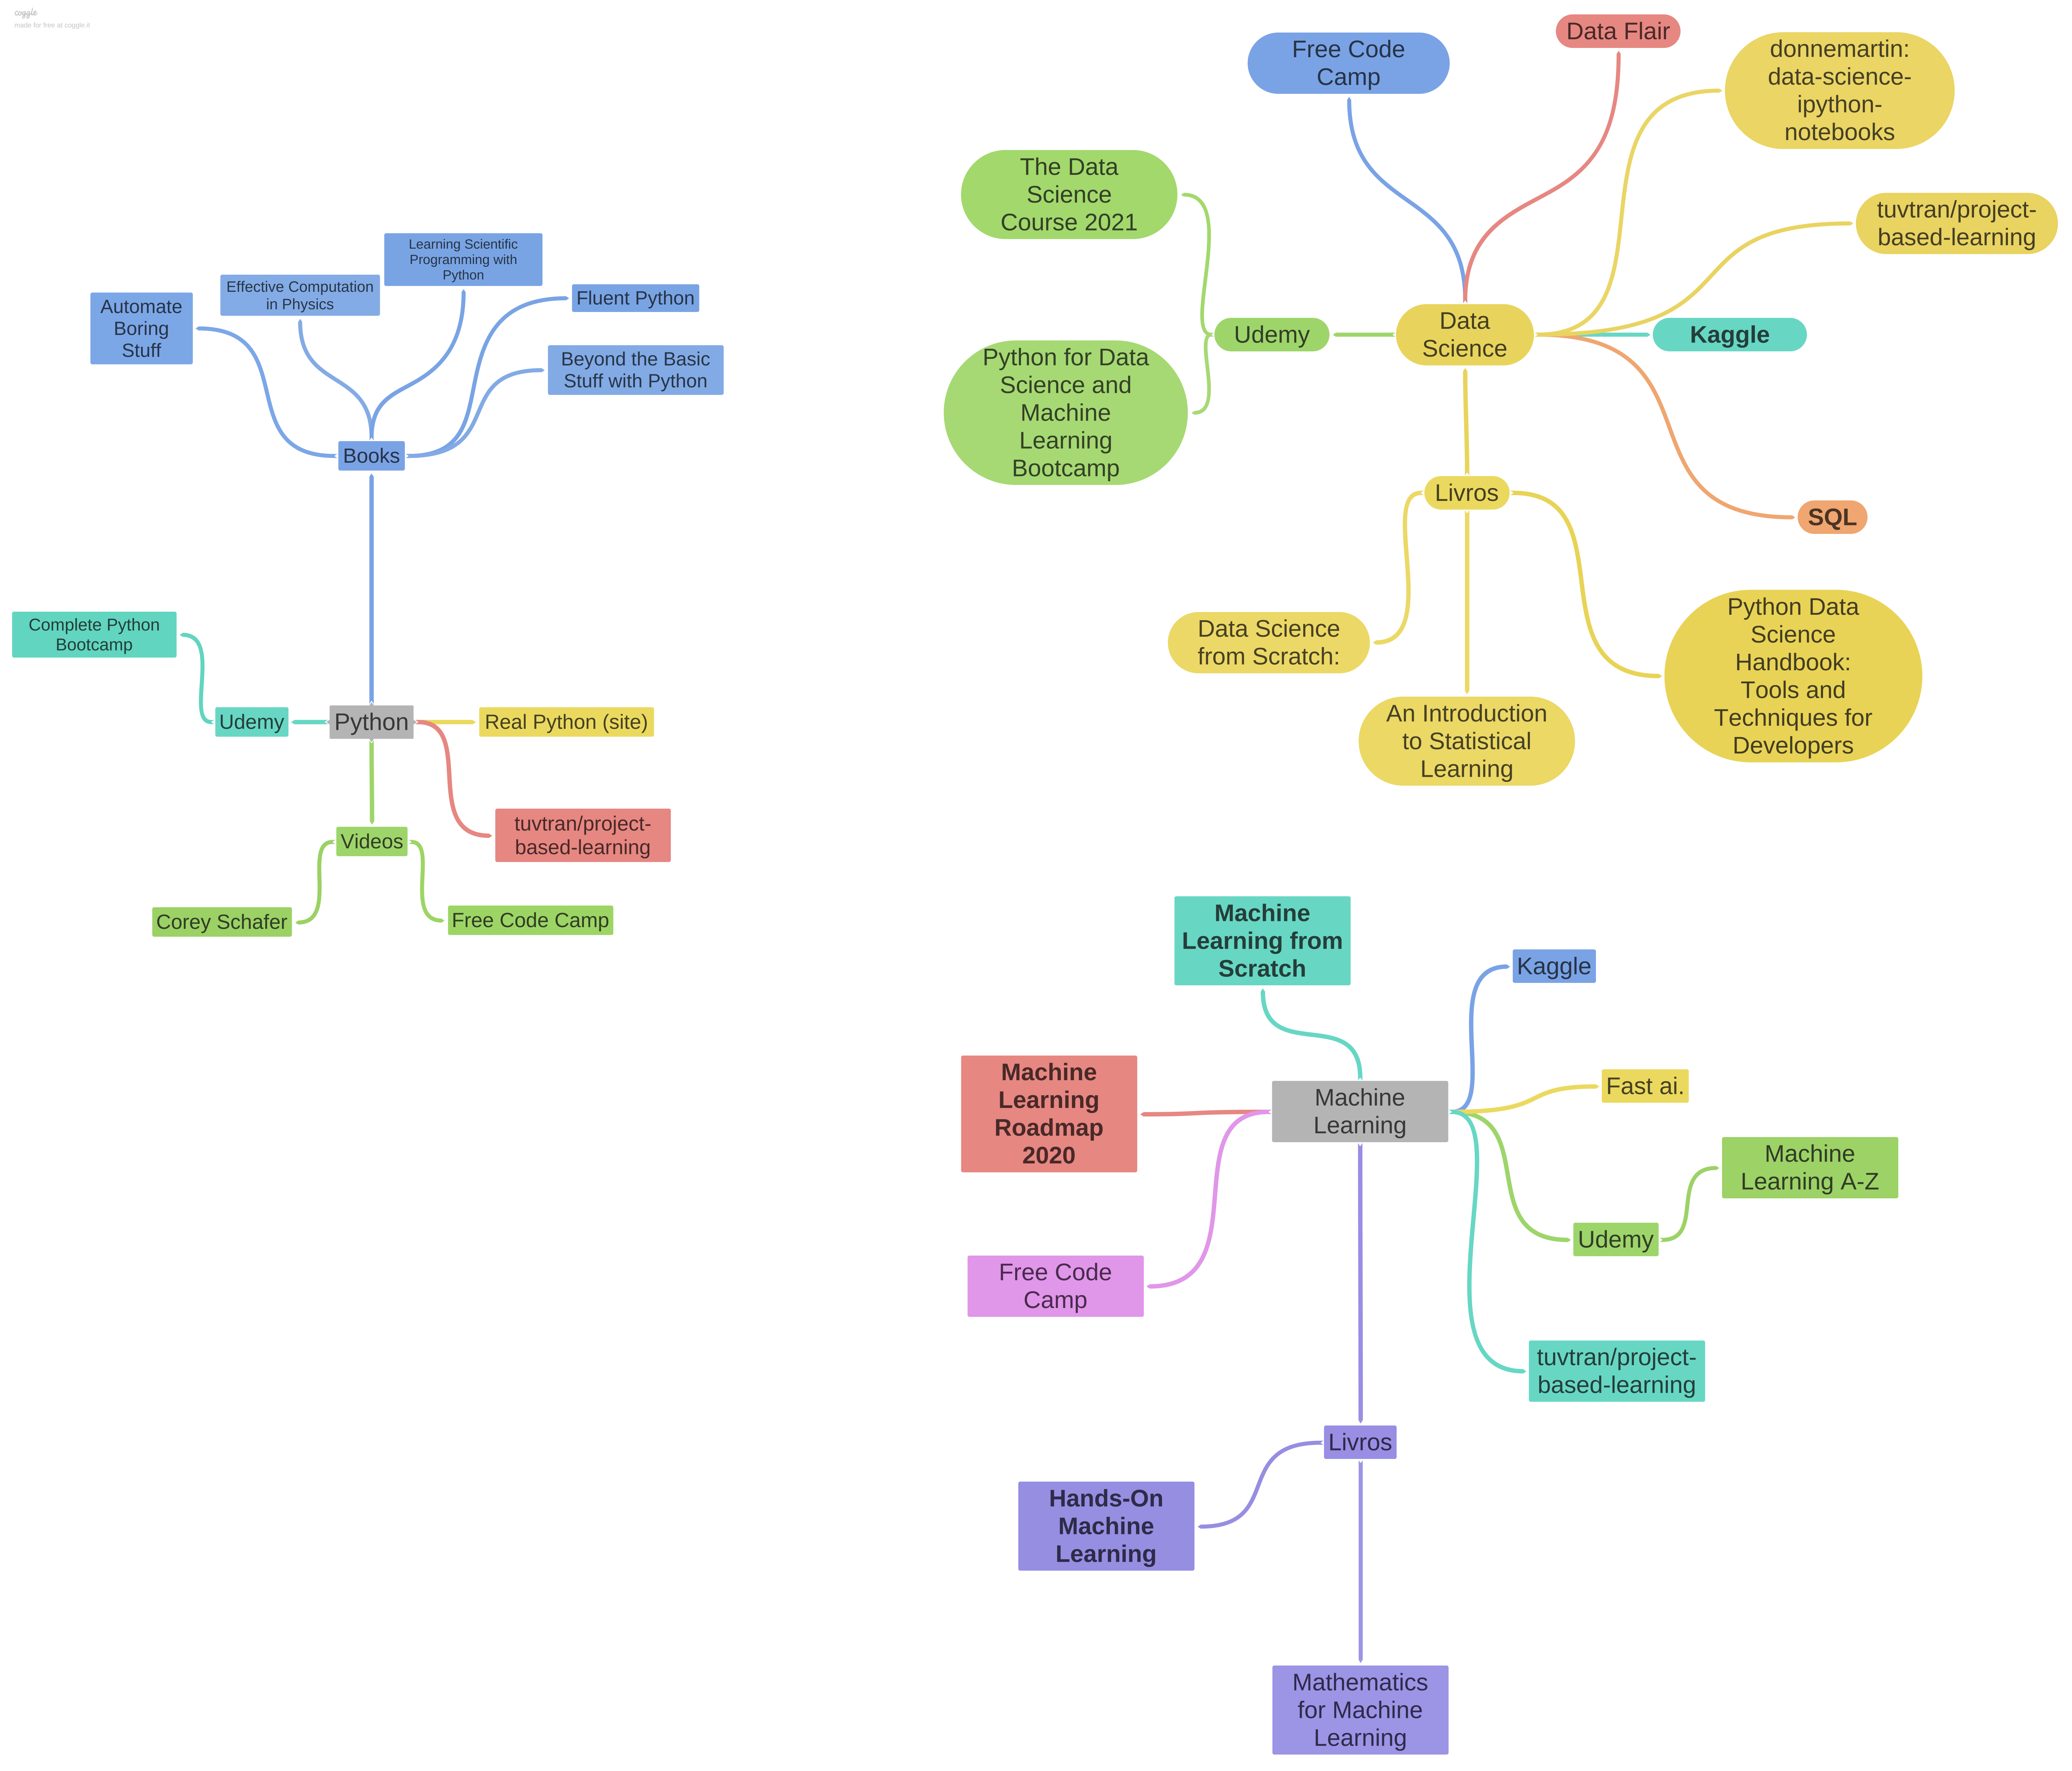 coggle
made for free at coggle.it
Automate
Boring
Stuff
Effective Computation
in Physics
Learning Scientific
Programming with
Python
Fluent Python
Beyond the Basic
Stuff with Python
Books
Complete Python
Bootcamp
Udemy
Python
Real Python (site)
tuvtran/project-
based-learning
Videos
Corey Schafer
Free Code Camp
Free Code
Camp
Data Flair
donnemartin:
data-science-
ipython-
notebooks
tuvtran/project-
based-learning
The Data
Science
Course 2021
Python for Data
Science and
Machine
Learning
Bootcamp
Udemy
Data
Science
Kaggle
SQL
Livros
Data Science
from Scratch:
An Introduction
to Statistical
Learning
Python Data
Science
Handbook:
Tools and
Techniques for
Developers
Machine
Learning from
Scratch
Kaggle
Machine
Learning
Roadmap
2020
Machine
Learning
Fast ai.
Machine
Learning A-Z
Udemy
Free Code
Camp
tuvtran/project-
based-learning
Livros
Hands-On
Machine
Learning
Mathematics
for Machine
Learning